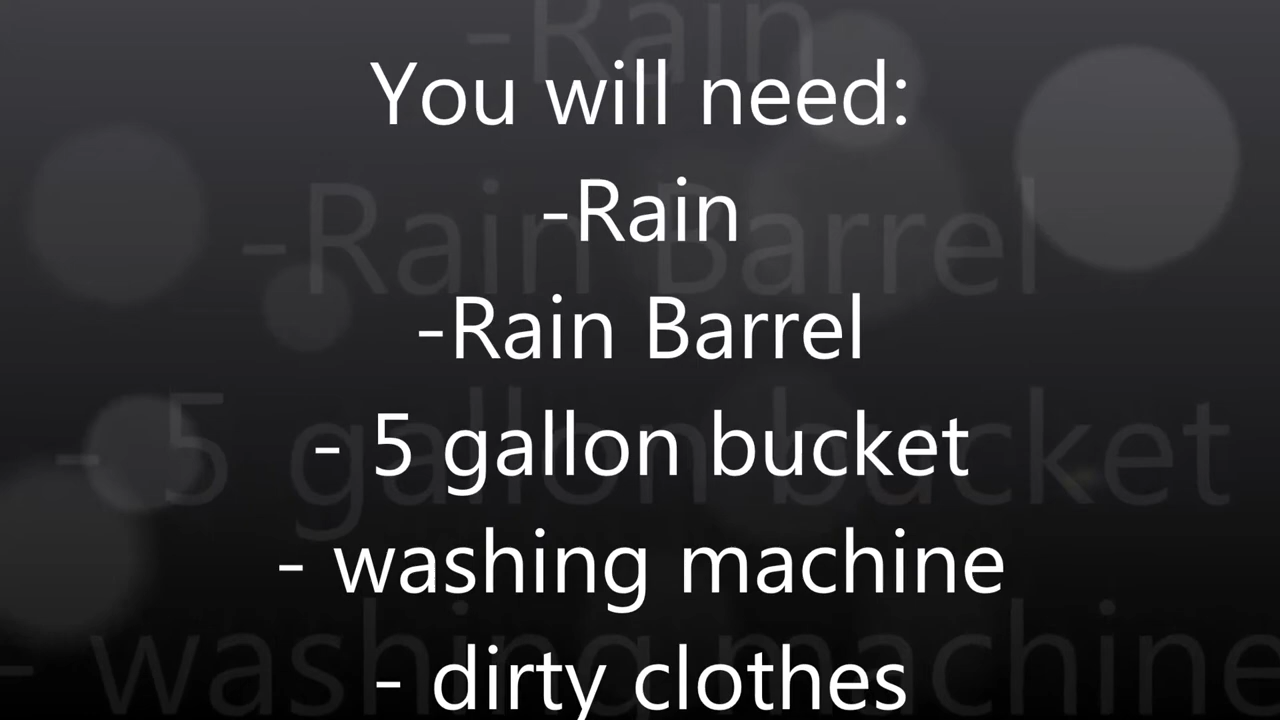 You will need:
-Rain
-Rain Barrel
- 5 gallon bucket
- washing machine
- dirty clothes